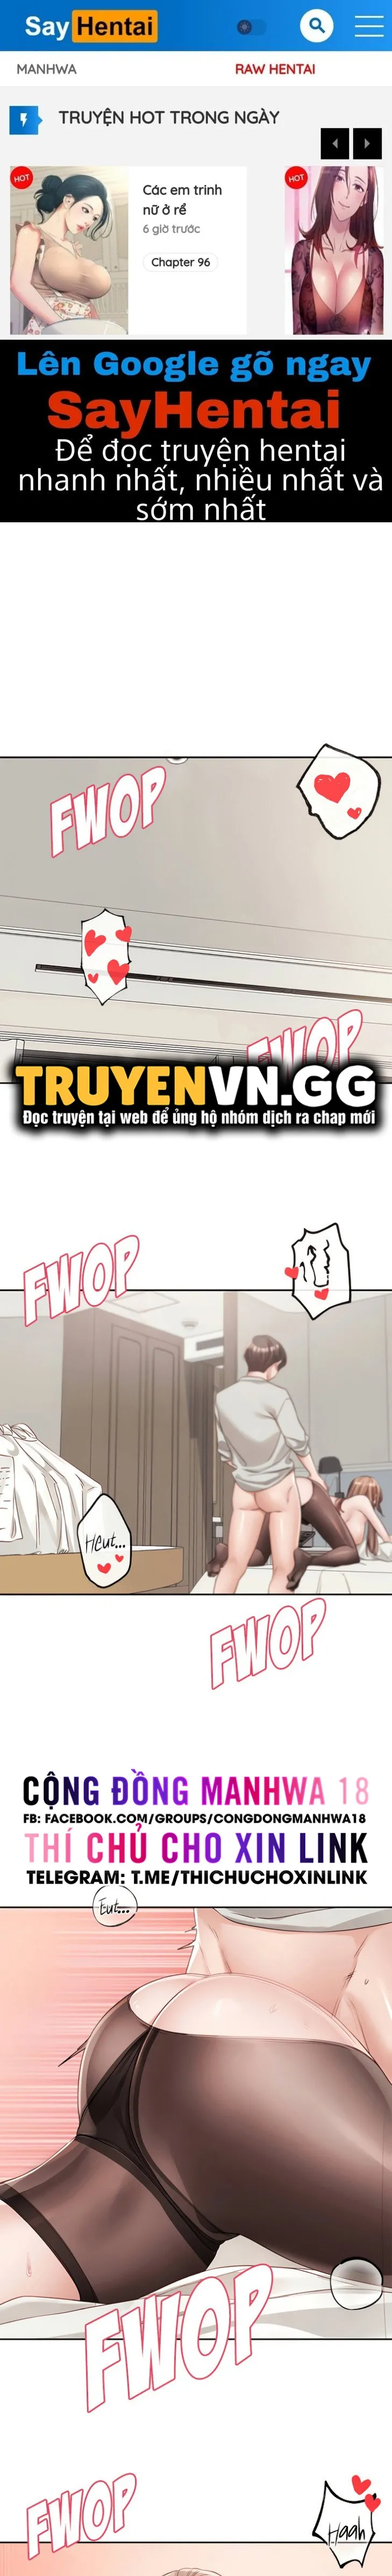 Say Hentai
MANHWA
RAW HENTAI
TRUYỆN HOT TRONG NGÀY
HOT
Các em trinh
nữ ở rể
6 giờ trước
Chapter 96
HOT
Lên Google gõ ngay
SayHentai
Để đọc truyện hentai
nhanh nhất, nhiều nhất và
sớm nhất
FWOP
FWOP
TRUYENVN.GG
Đọc truyện tại web để ủng hộ nhóm dịch ra chap mới
FWOP
Heut...
FWOP
CỘNG ĐỒNG MANHWA 18
FB: FACEBOOK.COM/GROUPS/CONGDONGMANHWA18
THÍ CHỦ CHO XIN LINK
TELEGRAM: T.ME/THICHUCHOXINLINK
Eut...
FWOP
FWOP
Haah